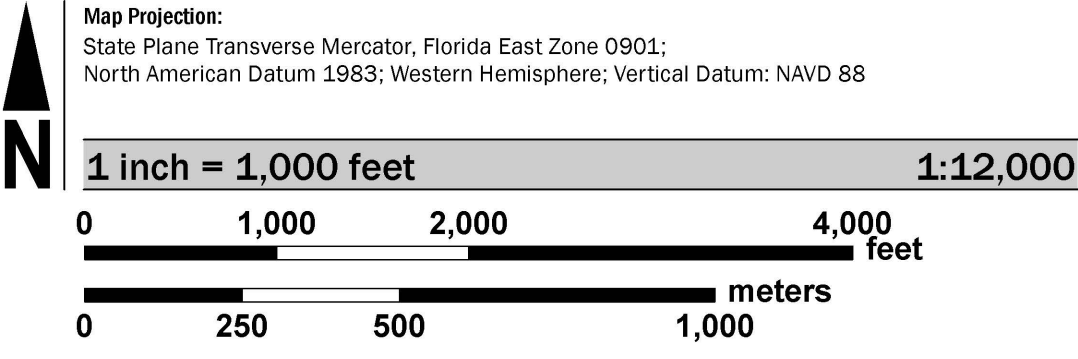 Map Projection:
State Plane Transverse Mercator, Florida East Zone 0901;
North American Datum 1983; Western Hemisphere; Vertical Datum: NAVD 88
N
1 inch = 1,000 feet 1:12,000
0 1,000 2,000 4,000
feet
meters
0 250 500 1,000